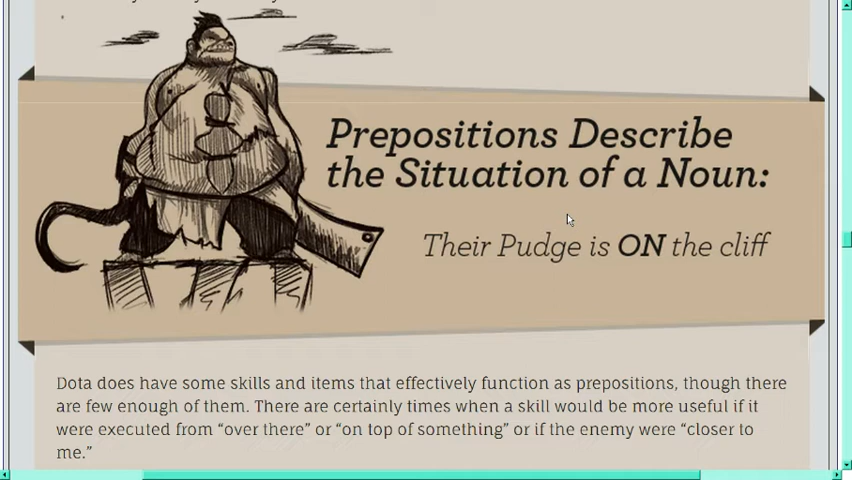 Prepositions Describe
the Situation of a Noun:
Their Pudge is ON the cliff
Dota does have some skills and items that effectively function as prepositions, though there
are few enough of them. There are certainly times when a skill would be more useful if it
were executed from “over there” or “on top of something” or if the enemy were “closer to
me.”